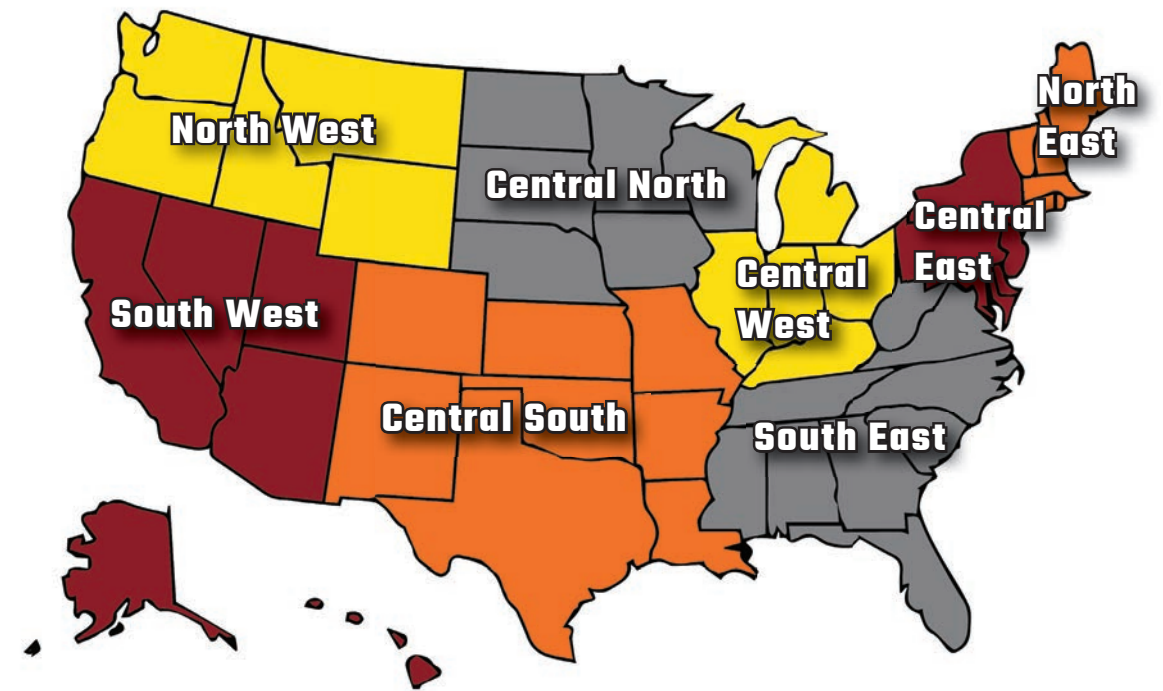 North
East
North West
Central North
Central
East
Central
West
South West
Central South
South East